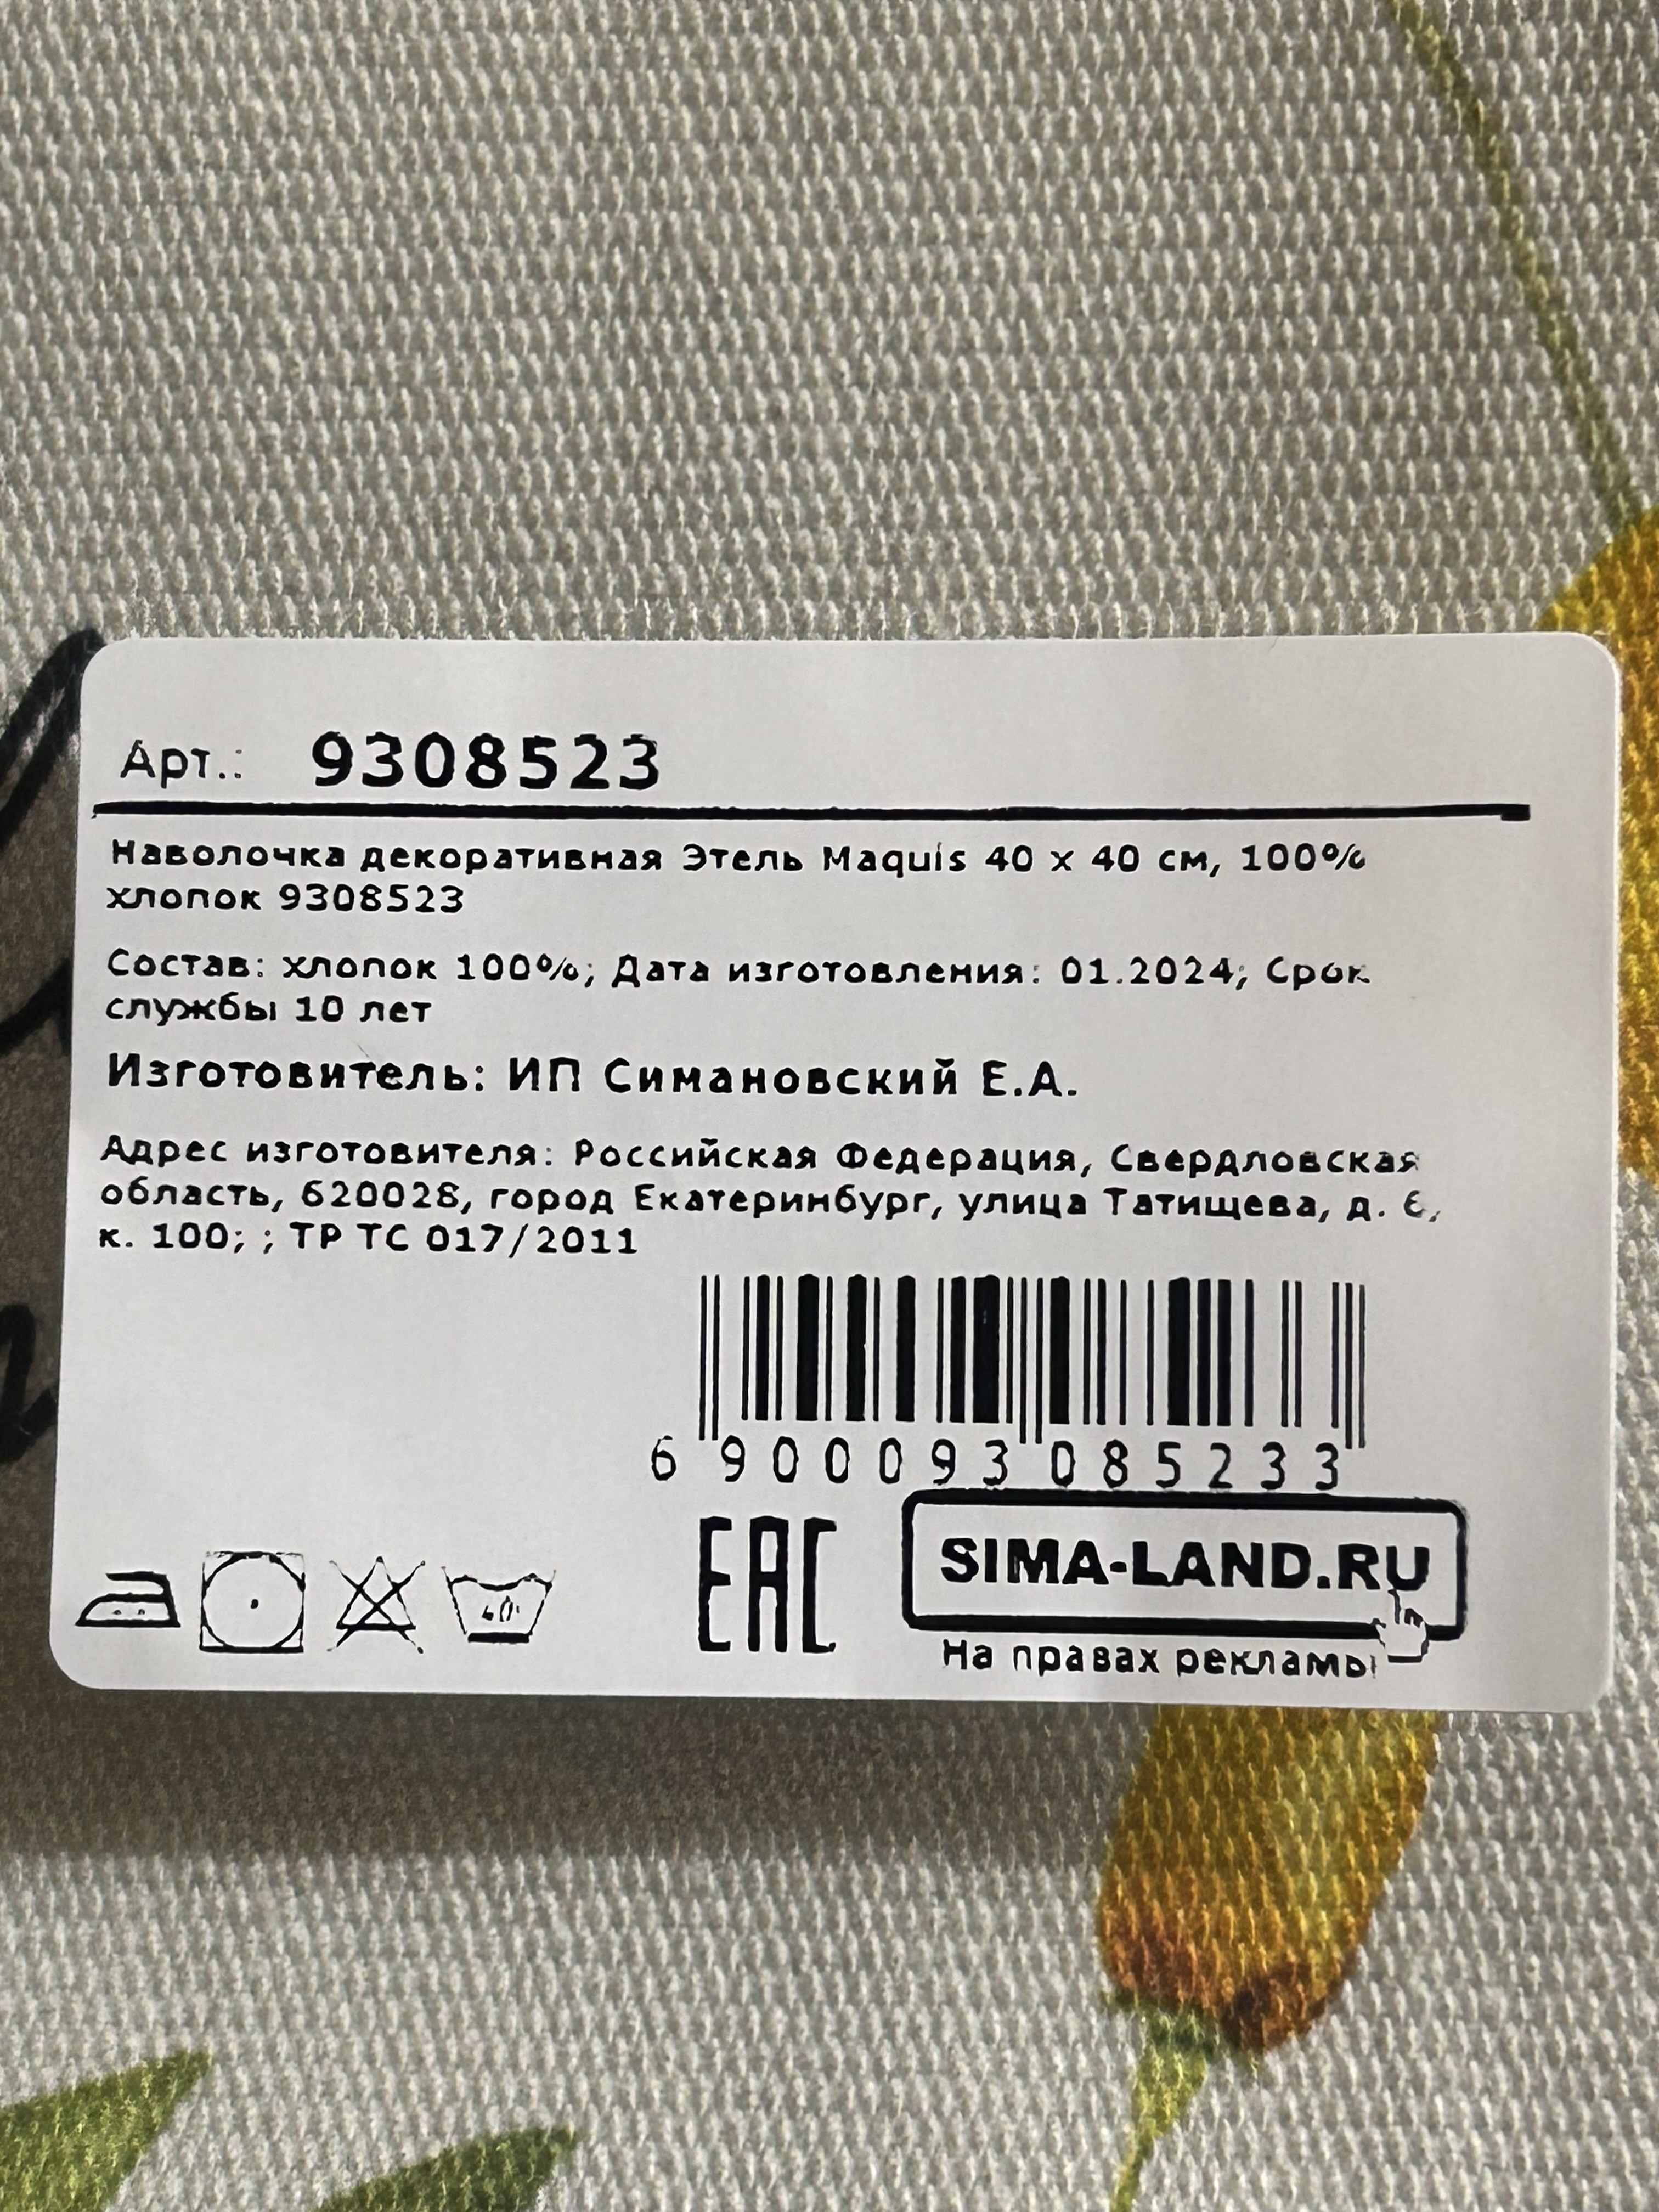 Арт.: 9308523
Наволочка декоративная Этель Maquis 40 x 40 см, 100%
хлопок 9308523
Состав: хлопок 100%; Дата изготовления: 01.2024; Срок
службы 10 лет
Изготовитель: ИП Симановский Е.А.
Адрес изготовителя: Российская Федерация, Свердловская
область, 620028, город Екатеринбург, улица Татищева, д. 6,
к. 100; ; ТР ТС 017/2011
6 900093 085233
40
EAC
SIMA-LAND.RU
На правах рекламы